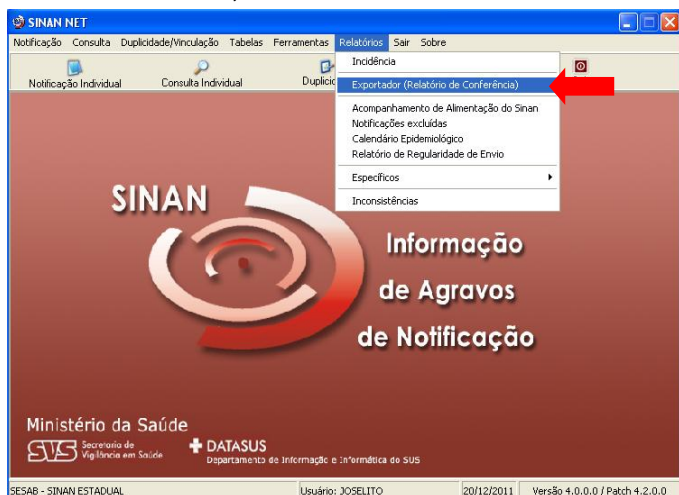 SINAN NET
Notificação Consulta Duplicidade/Vinculação Tabelas Ferramentas Relatórios Sair Sobre
Notificação Individual Consulta Individual
Incidência
Exportador (Relatório de Conferência)
Acompanhamento de Alimentação do Sinan
Notificações excluídas
Calendário Epidemiológico
Relatório de Regularidade de Envio
Específicos
Inconsistências
SINAN
Informação
de Agravos
de Notificação
Ministério da Saúde
SVS Secretaria de Vigilância em Saúde
DATASUS
Departamento de Informação e Informática do SUS
SESAB - SINAN ESTADUAL Usuário: JOSELITO 20/12/2011 Versão 4.0.0.0 / Patch 4.2.0.0